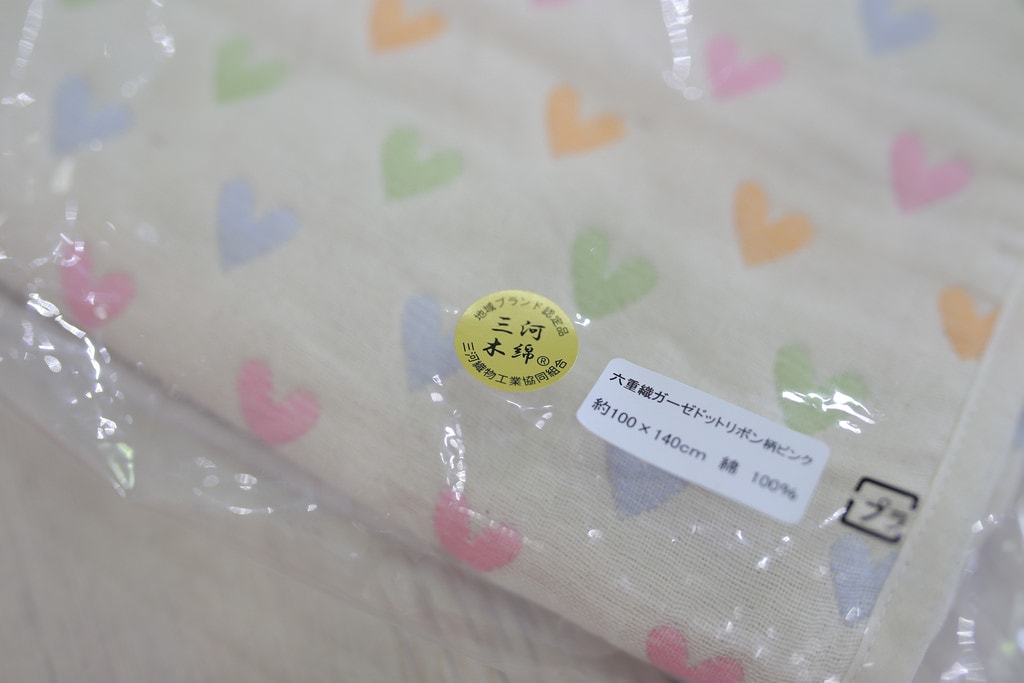 地域ブランド認定品
三河
木綿®
三河織物工業協同組合
六重織ガーゼドットリボン柄ピンク
約100×140cm 綿 100%
プラ